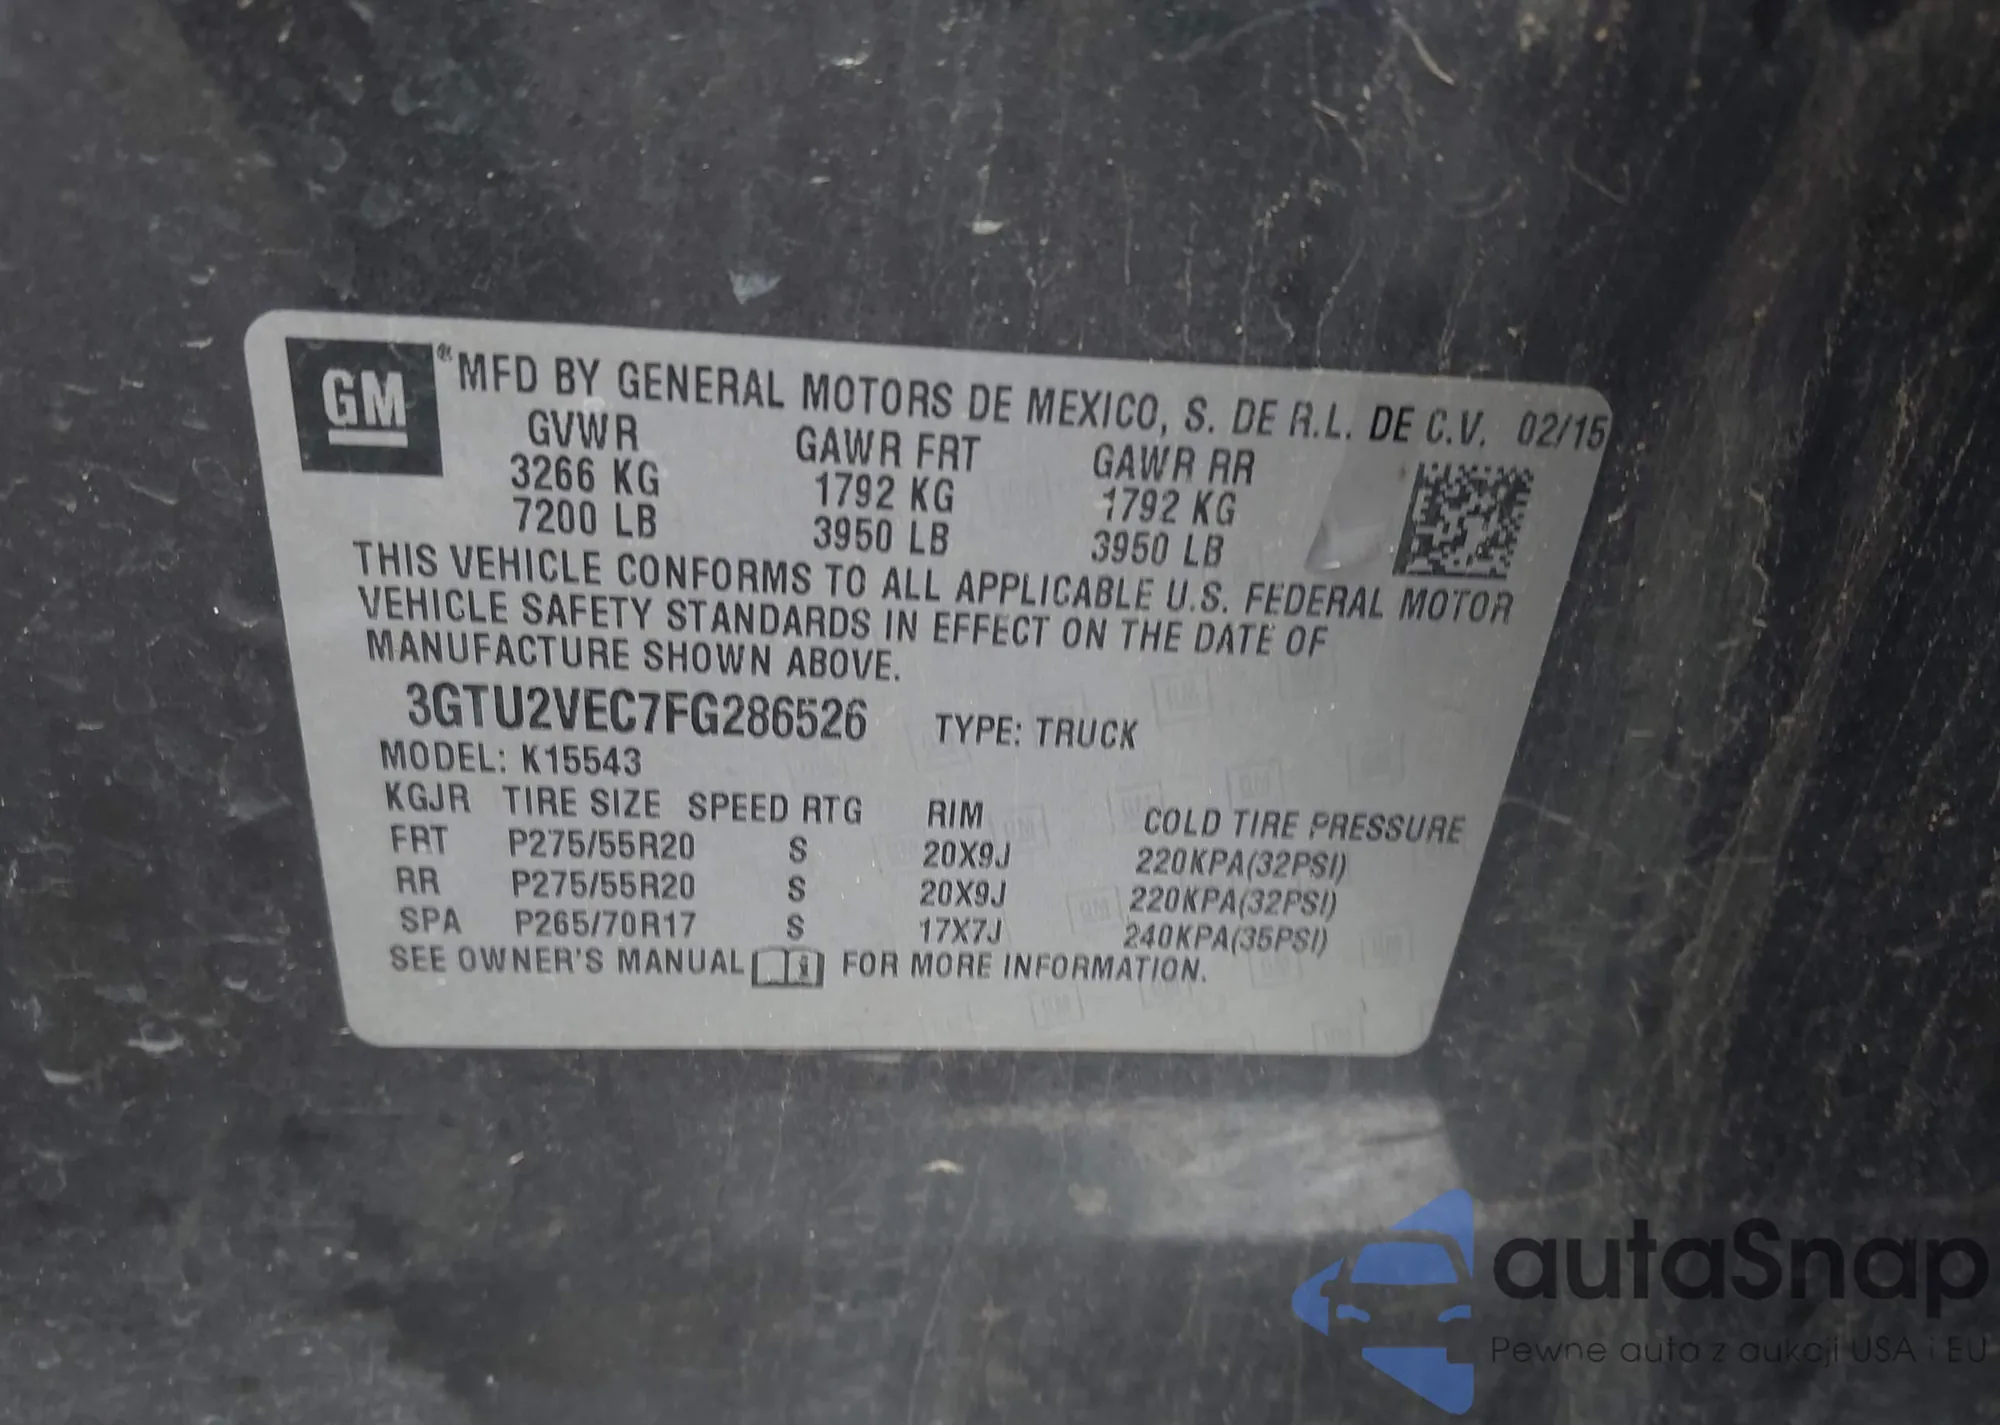 GM® MFD BY GENERAL MOTORS DE MEXICO, S. DE R.L. DE C.V. 02/15
GVWR GAWR FRT GAWR RR
3266 KG 1792 KG 1792 KG
7200 LB 3950 LB 3950 LB
THIS VEHICLE CONFORMS TO ALL APPLICABLE U.S. FEDERAL MOTOR
VEHICLE SAFETY STANDARDS IN EFFECT ON THE DATE OF
MANUFACTURE SHOWN ABOVE.
3GTU2VEC7FG286526 TYPE: TRUCK
MODEL: K15543
KGJR TIRE SIZE SPEED RTG RIM COLD TIRE PRESSURE
FRT P275/55R20 S 20X9J 220KPA(32PSI)
RR P275/55R20 S 20X9J 220KPA(32PSI)
SPA P265/70R17 S 17X7J 240KPA(35PSI)
SEE OWNER'S MANUAL FOR MORE INFORMATION.
autaSnap
Pewne auta z aukcji USA i EU